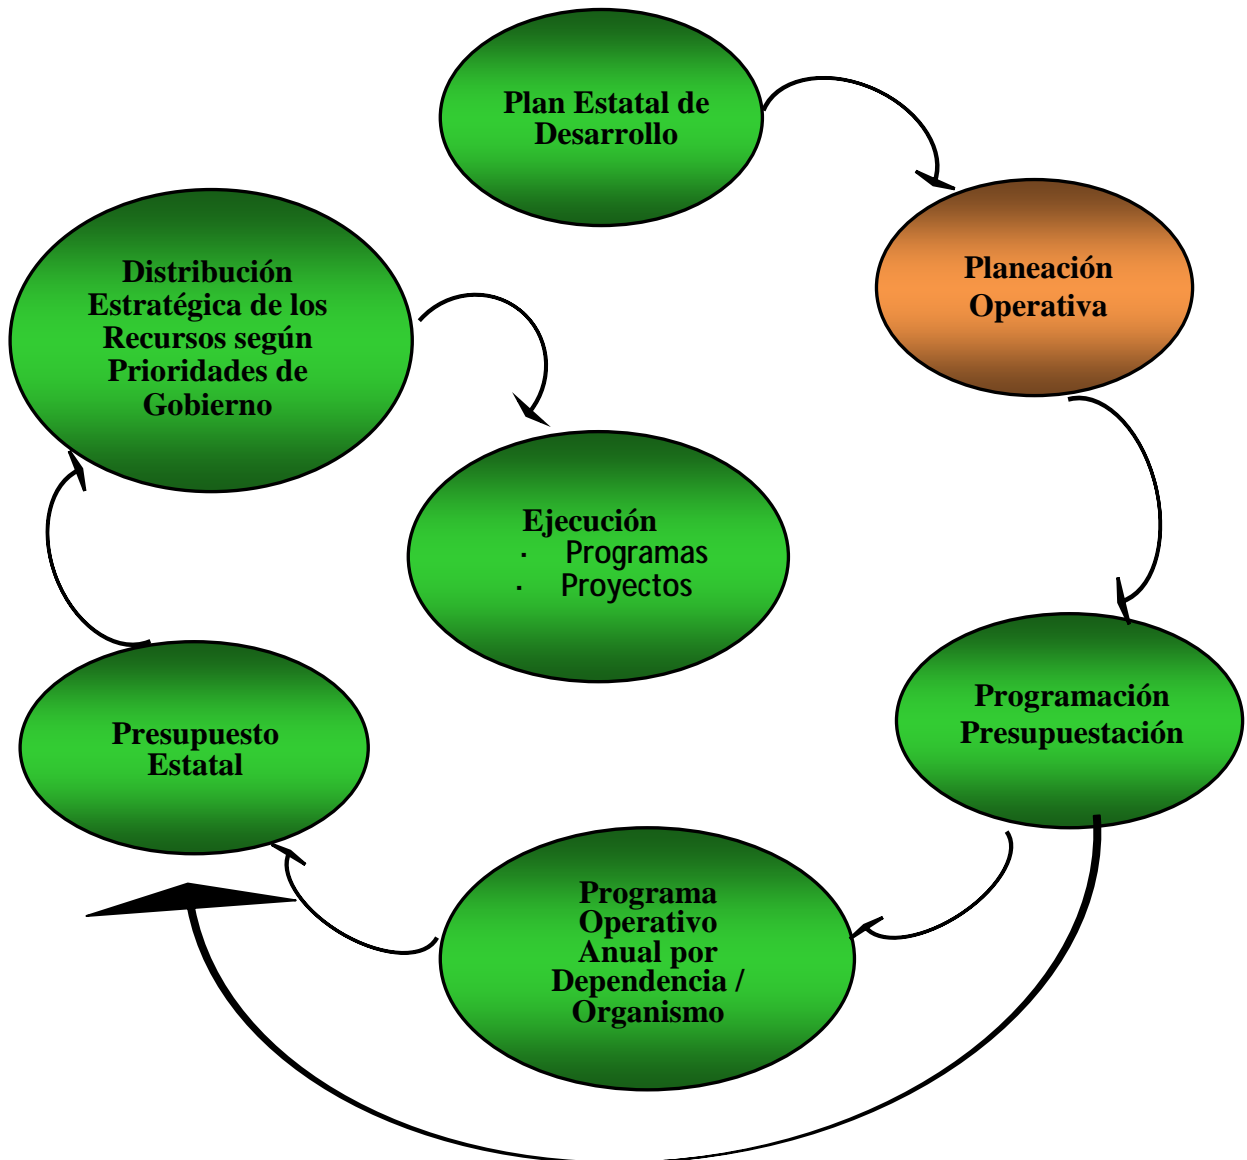 Plan Estatal de
Desarrollo
Planeación
Operativa
Distribución
Estratégica de los
Recursos según
Prioridades de
Gobierno
Ejecución
· Programas
· Proyectos
Programación
Presupuestación
Presupuesto
Estatal
Programa
Operativo
Anual por
Dependencia /
Organismo